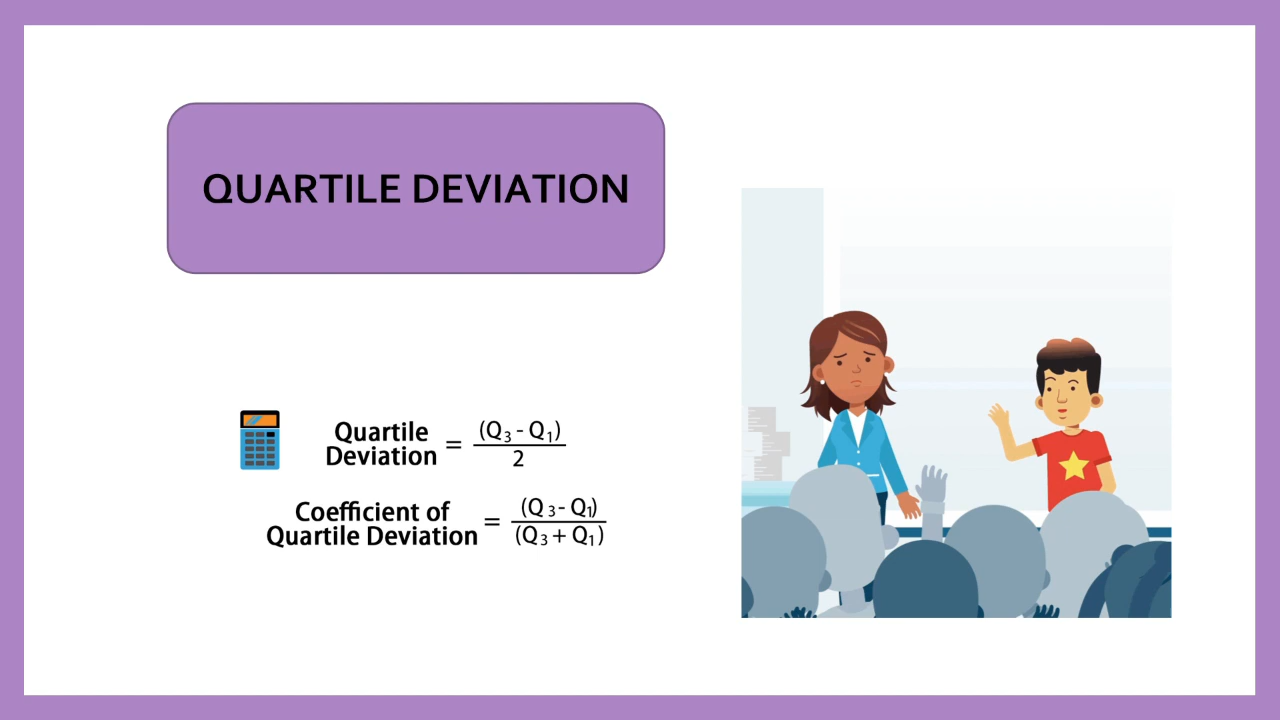 QUARTILE DEVIATION
Quartile Deviation = (Q₃ - Q₁) / 2
Coefficient of Quartile Deviation = (Q₃ - Q₁) / (Q₃ + Q₁)